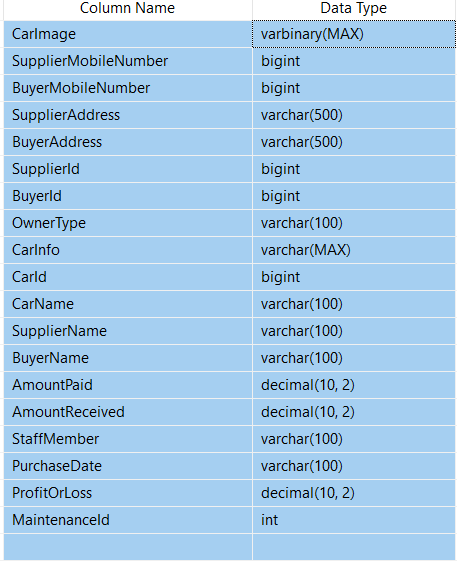 Column Name Data Type
CarImage varbinary(MAX)
SupplierMobileNumber bigint
BuyerMobileNumber bigint
SupplierAddress varchar(500)
BuyerAddress varchar(500)
SupplierId bigint
BuyerId bigint
OwnerType varchar(100)
CarInfo varchar(MAX)
CarId bigint
CarName varchar(100)
SupplierName varchar(100)
BuyerName varchar(100)
AmountPaid decimal(10, 2)
AmountReceived decimal(10, 2)
StaffMember varchar(100)
PurchaseDate varchar(100)
ProfitOrLoss decimal(10, 2)
MaintenanceId int